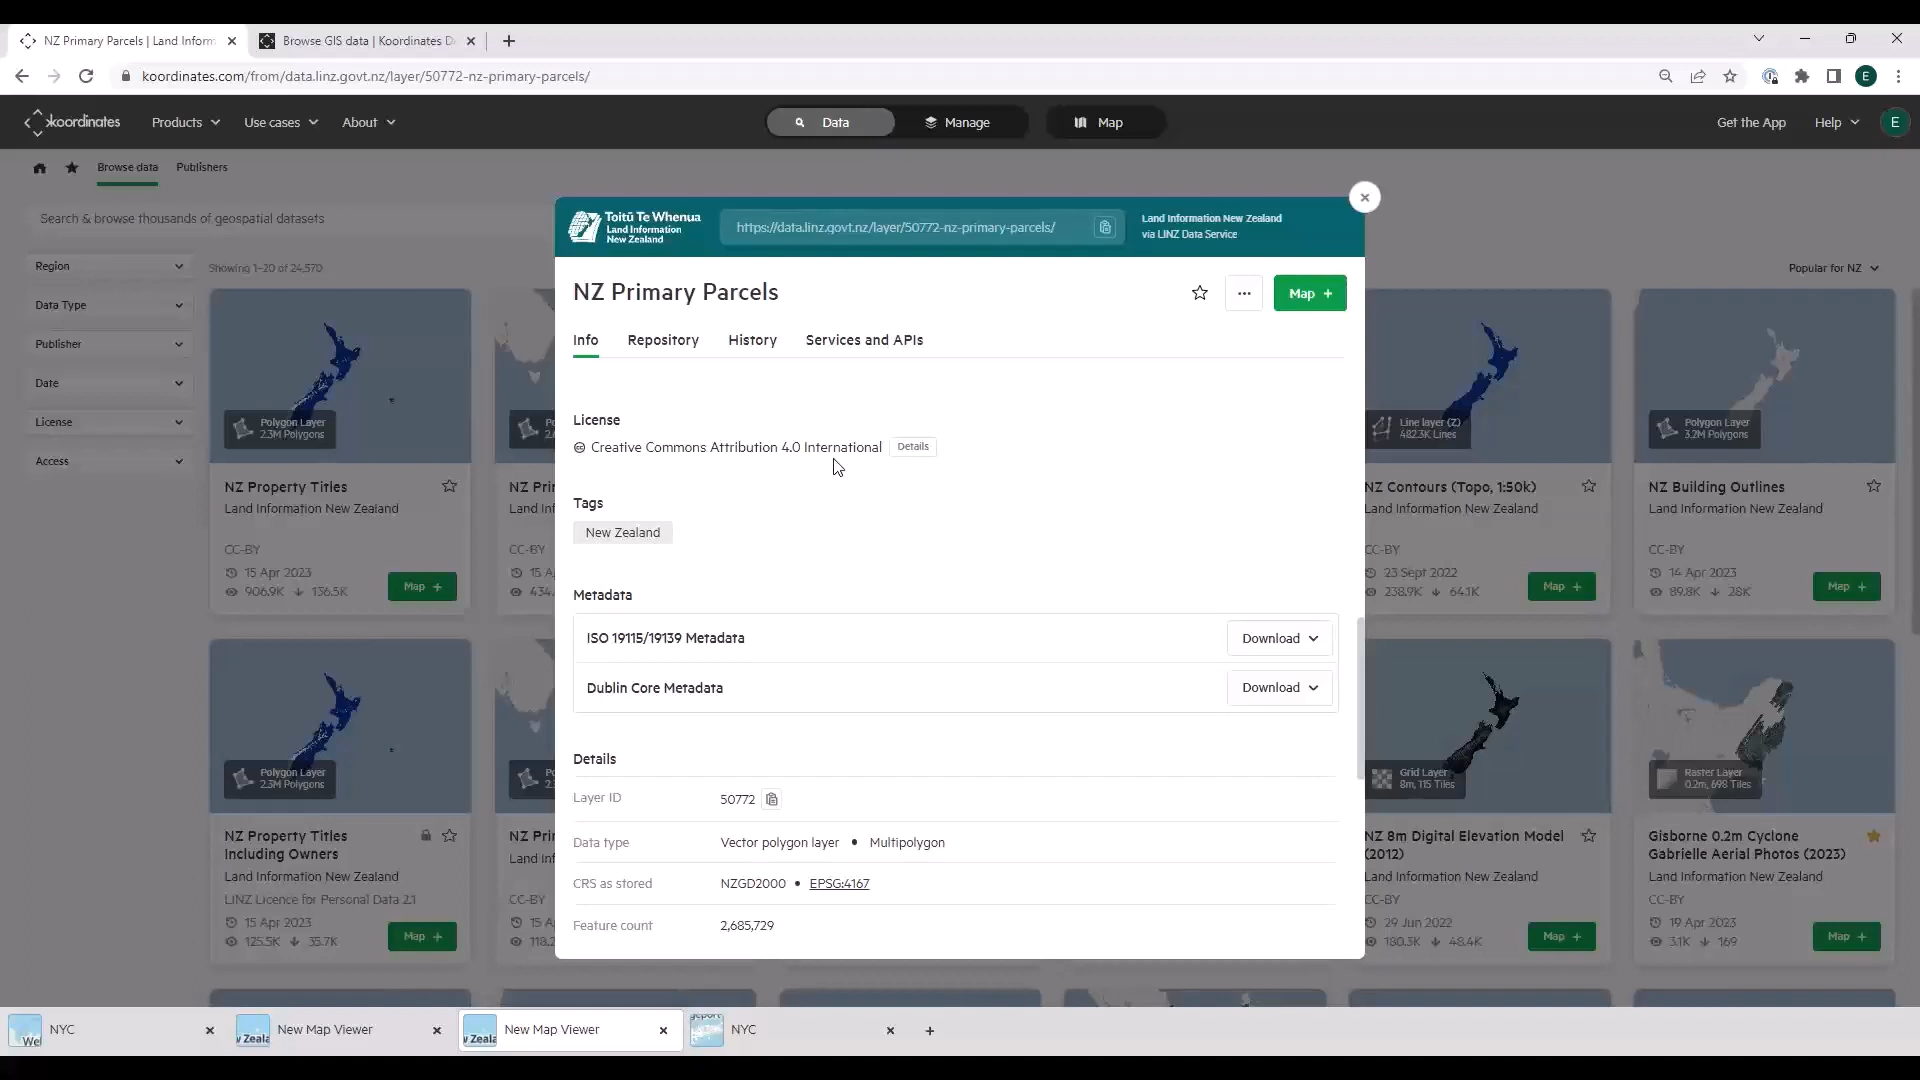 NZ Primary Parcels | Land Inform
Browse GIS data | Koordinates D
koordinates.com/from/data.linz.govt.nz/layer/50772-nz-primary-parcels/
E
koordinates
Products
Use cases
About
Data
Manage
Map
Get the App
Help
E
Browse data
Publishers
Search & browse thousands of geospatial datasets
Region
Data Type
Publisher
Date
License
Access
Showing 1–20 of 24,570
Popular for NZ
Toitū Te Whenua
Land Information
New Zealand
https://data.linz.govt.nz/layer/50772-nz-primary-parcels/
Land Information New Zealand
via LINZ Data Service
NZ Primary Parcels
Map +
Info
Repository
History
Services and APIs
License
Creative Commons Attribution 4.0 International
Details
Tags
New Zealand
Metadata
ISO 19115/19139 Metadata
Download
Dublin Core Metadata
Download
Details
Layer ID
50772
Data type
Vector polygon layer • Multipolygon
CRS as stored
NZGD2000 • EPSG:4167
Feature count
2,685,729
Polygon Layer
2.3M Polygons
NZ Property Titles
Land Information New Zealand
CC-BY
15 Apr 2023
906.9K
136.5K
Map +
NZ Pri
Land
CC-BY
15 A
434.
Line layer (Z)
482.3K Lines
NZ Contours (Topo, 1:50k)
Land Information New Zealand
CC-BY
23 Sept 2022
238.9K
64.1K
Map +
Polygon Layer
3.2M Polygons
NZ Building Outlines
Land Information New Zealand
CC-BY
14 Apr 2023
89.8K
28K
Map +
Polygon Layer
2.3M Polygons
NZ Property Titles
Including Owners
Land Information New Zealand
LINZ Licence for Personal Data 2.1
15 Apr 2023
125.5K
35.7K
Map +
NZ Pri
Land Inf
CC-BY
15 A
118.2
Grid Layer
8m, 115 Tiles
NZ 8m Digital Elevation Model
(2012)
Land Information New Zealand
CC-BY
29 Jun 2022
180.3K
48.4K
Map +
Raster Layer
0.2m, 698 Tiles
Gisborne 0.2m Cyclone
Gabrielle Aerial Photos (2023)
Land Information New Zealand
CC-BY
19 Apr 2023
3.1K
169
Map +
We
NYC
w Zeala
New Map Viewer
w Zeala
New Map Viewer
NYC